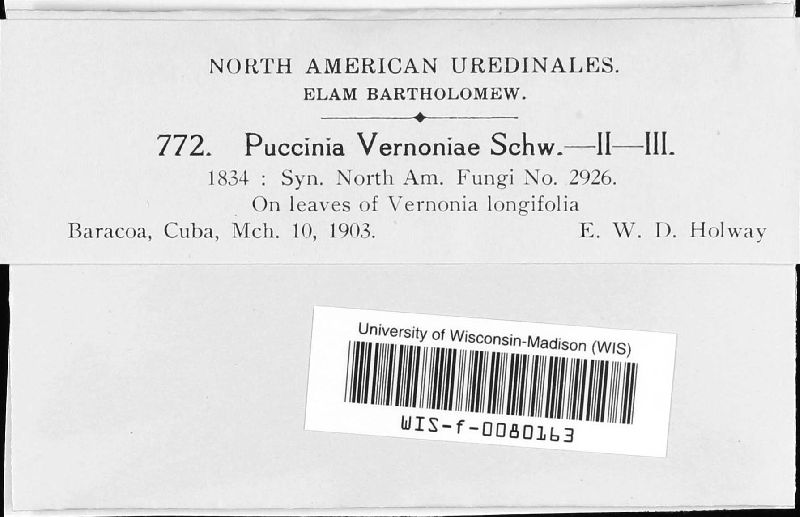 NORTH AMERICAN UREDINALES.
ELAM BARTHOLOMEW.
772. Puccinia Vernoniae Schw.—II—III.
1834 : Syn. North Am. Fungi No. 2926.
On leaves of Vernonia longifolia
Baracoa, Cuba, Mch. 10, 1903. E. W. D. Holway
University of Wisconsin-Madison (WIS)
WIS-f-0080163